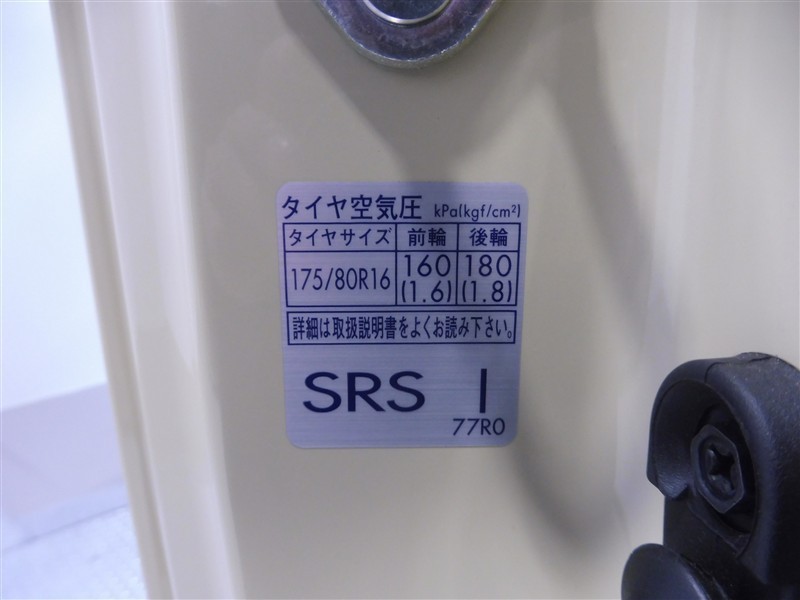 タイヤ空気圧 kPa(kgf/cm²)
タイヤサイズ 前輪 後輪
175/80R16 160 180
(1.6) (1.8)
詳細は取扱説明書をよくお読み下さい。
SRS I
77R0